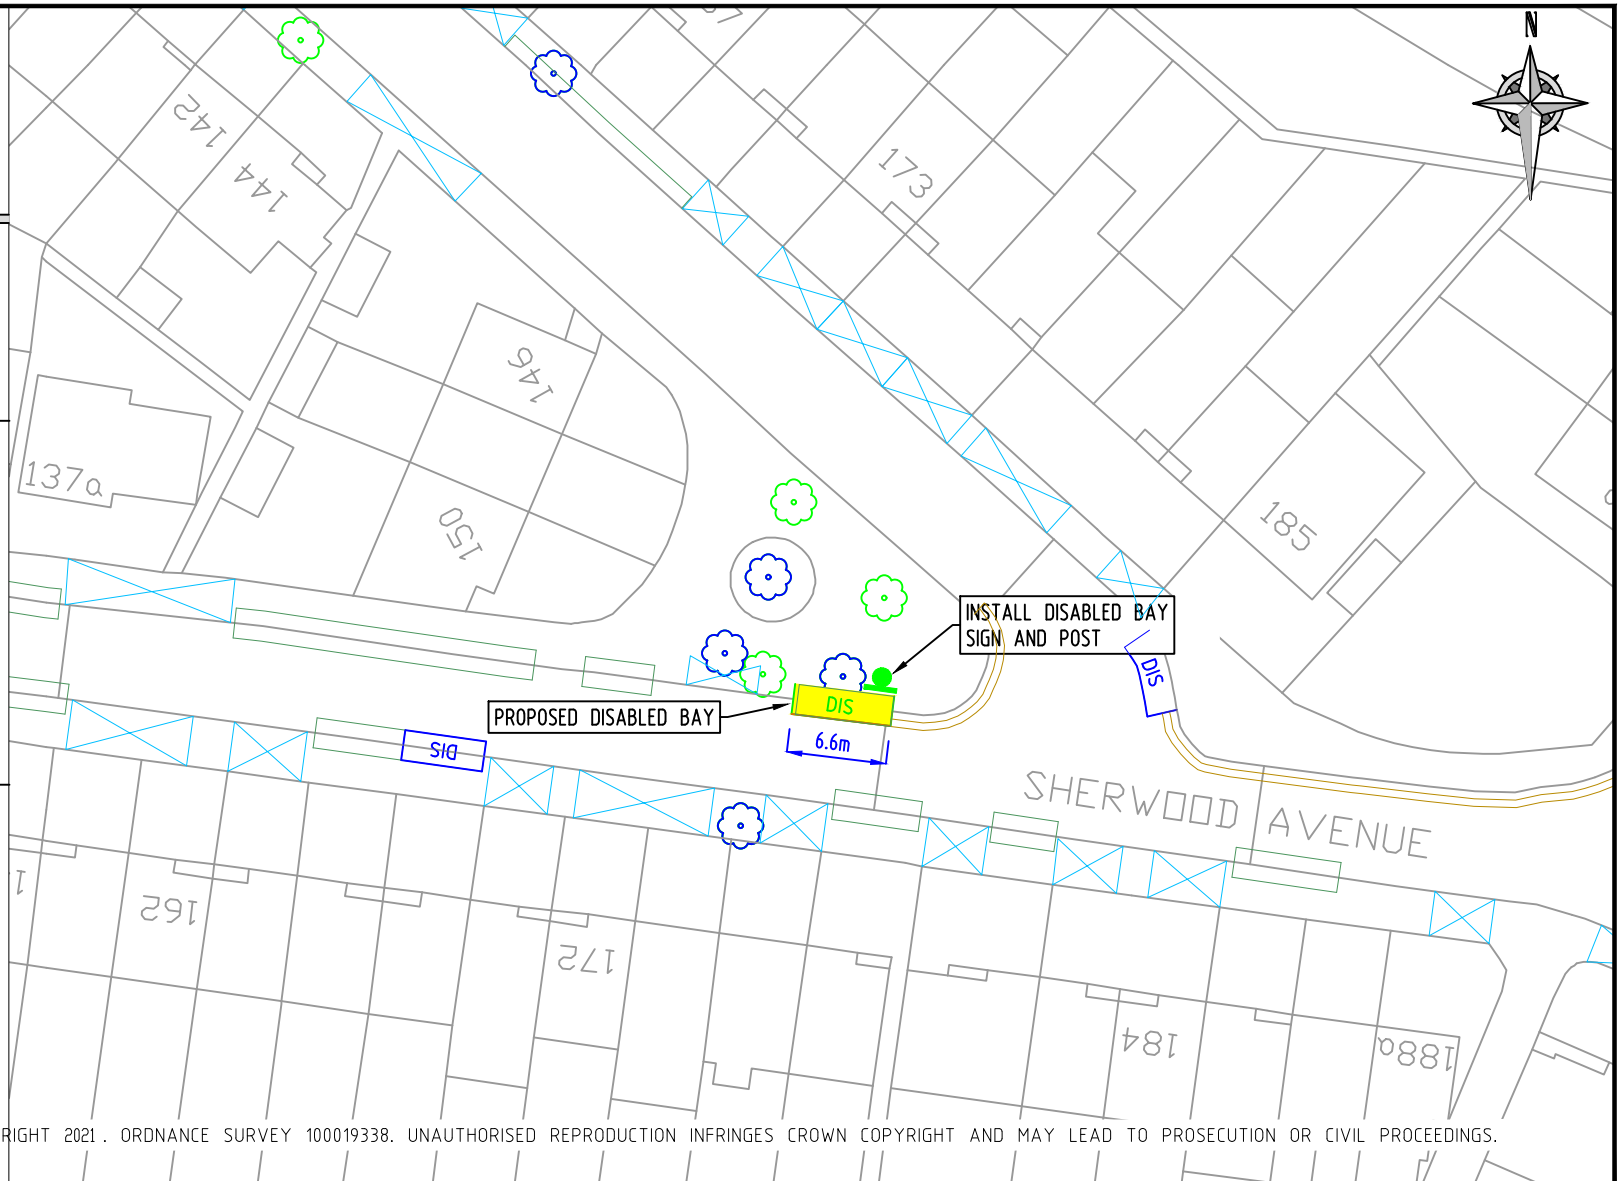 N
142
144
173
146
137a
150
185
INSTALL DISABLED BAY
SIGN AND POST
DIS
PROPOSED DISABLED BAY
DIS
6.6m
DIS
SHERWOOD AVENUE
162
172
184
188a
RIGHT 2021. ORDNANCE SURVEY 100019338. UNAUTHORISED REPRODUCTION INFRINGES CROWN COPYRIGHT AND MAY LEAD TO PROSECUTION OR CIVIL PROCEEDINGS.